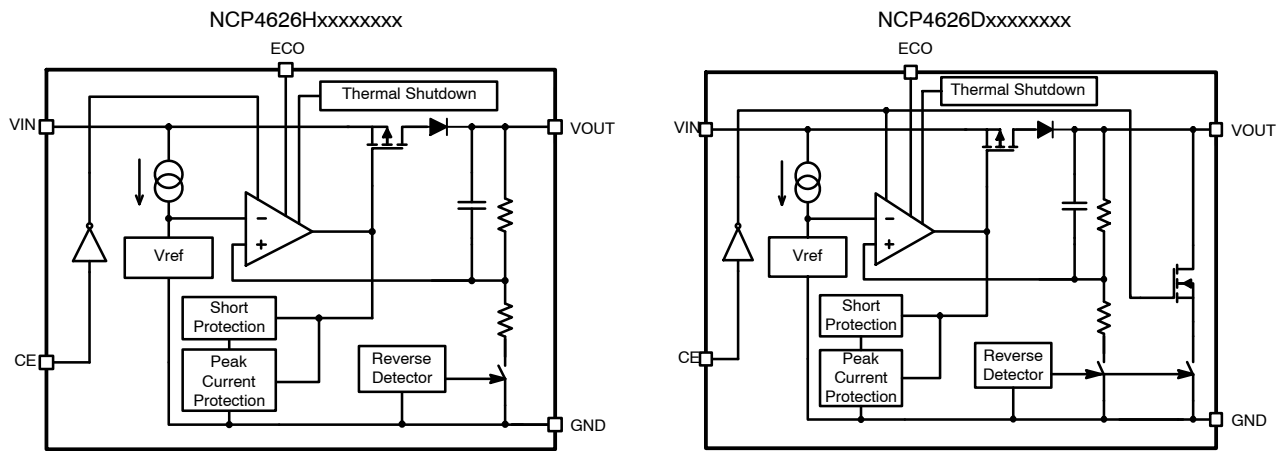 NCP4626Hxxxxxxxx
ECO
Thermal Shutdown
VIN
VOUT
Vref
−
+
Short
Protection
Peak
Current
Protection
Reverse
Detector
CE
GND
NCP4626Dxxxxxxxx
ECO
Thermal Shutdown
VIN
VOUT
Vref
−
+
Short
Protection
Peak
Current
Protection
Reverse
Detector
CE
GND